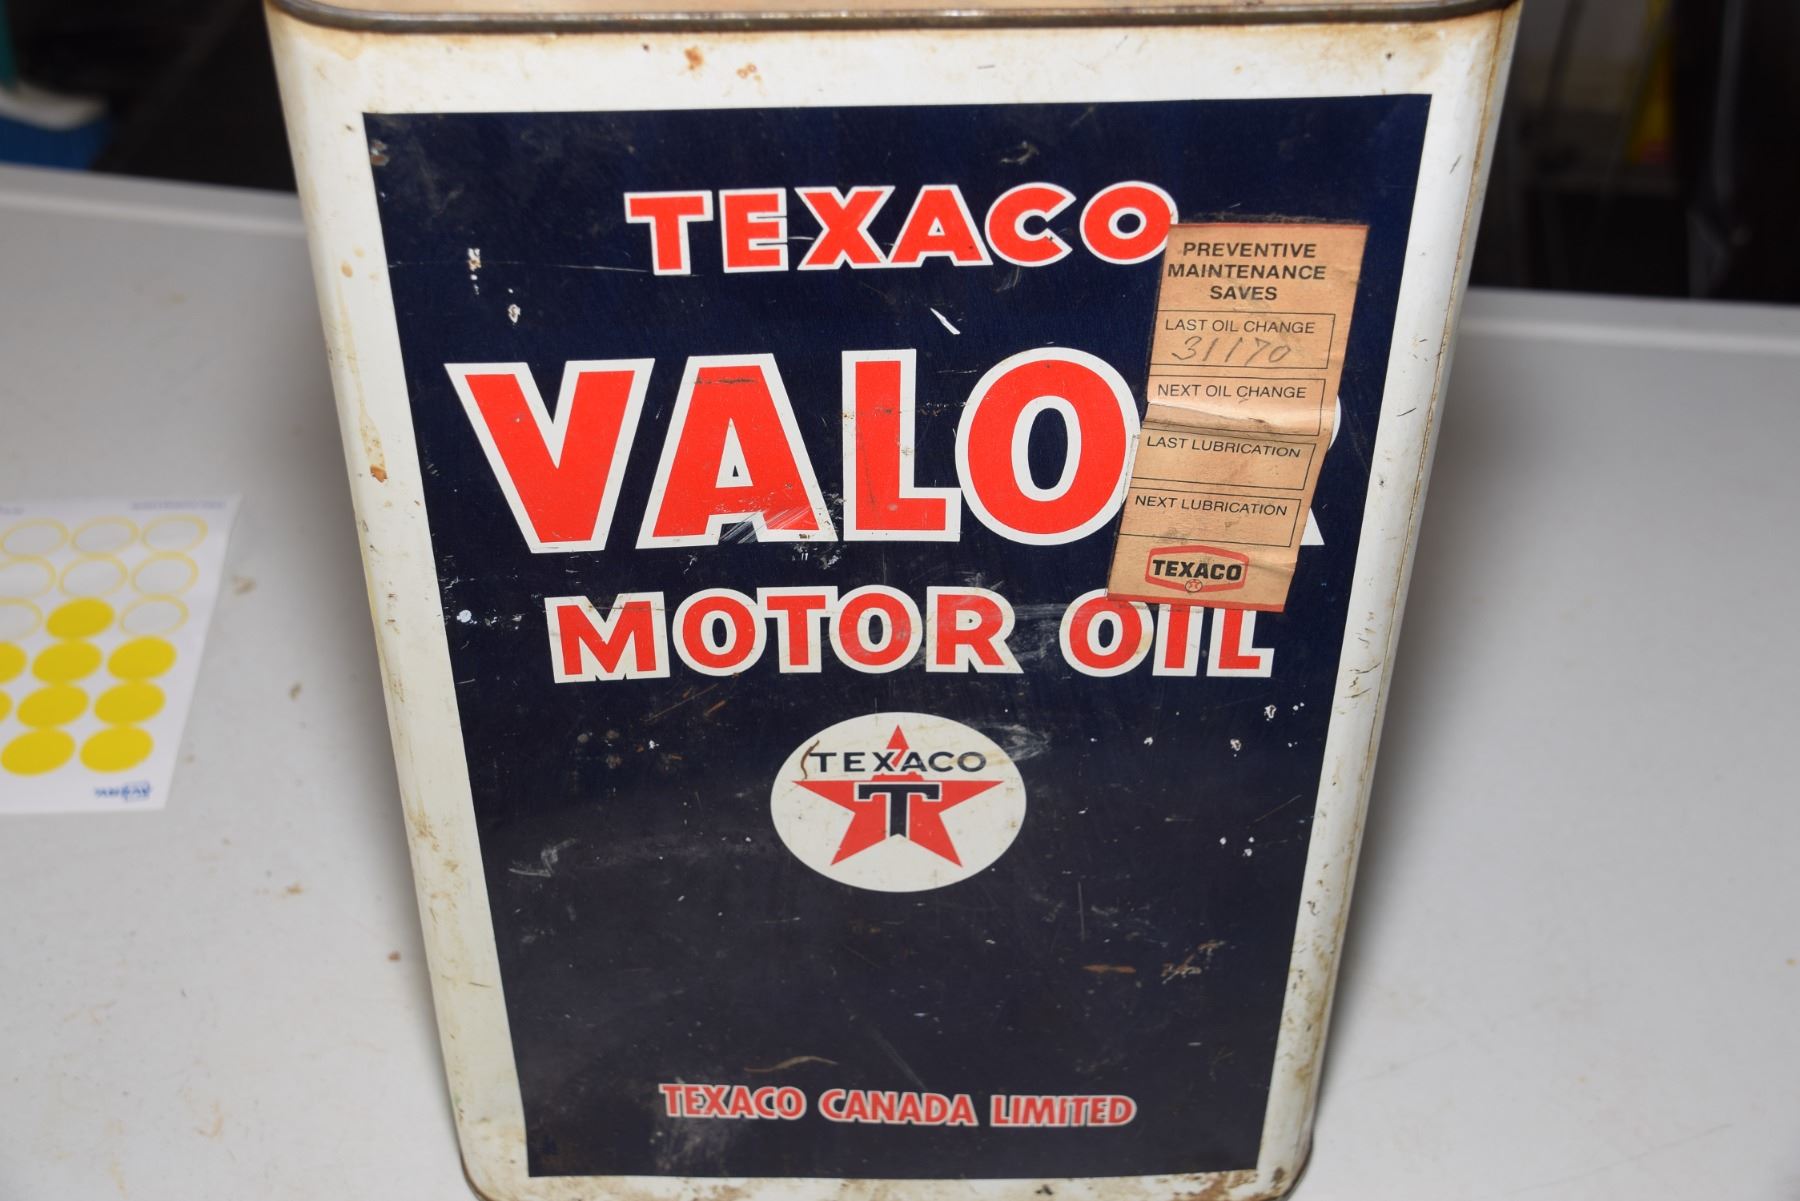 TEXACO
VALOR
MOTOR OIL
TEXACO
T
TEXACO CANADA LIMITED
PREVENTIVE
MAINTENANCE
SAVES
LAST OIL CHANGE
31170
NEXT OIL CHANGE
LAST LUBRICATION
NEXT LUBRICATION
TEXACO